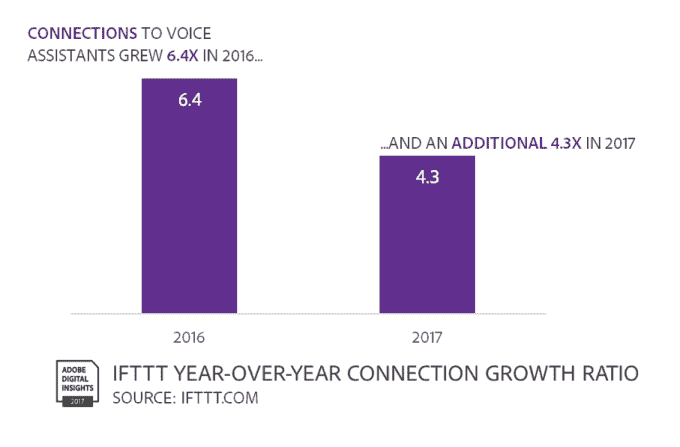 CONNECTIONS TO VOICE
ASSISTANTS GREW 6.4X IN 2016...
6.4
...AND AN ADDITIONAL 4.3X IN 2017
4.3
2016
2017
ADOBE
DIGITAL
INSIGHTS
2017
IFTTT YEAR-OVER-YEAR CONNECTION GROWTH RATIO
SOURCE: IFTTT.COM